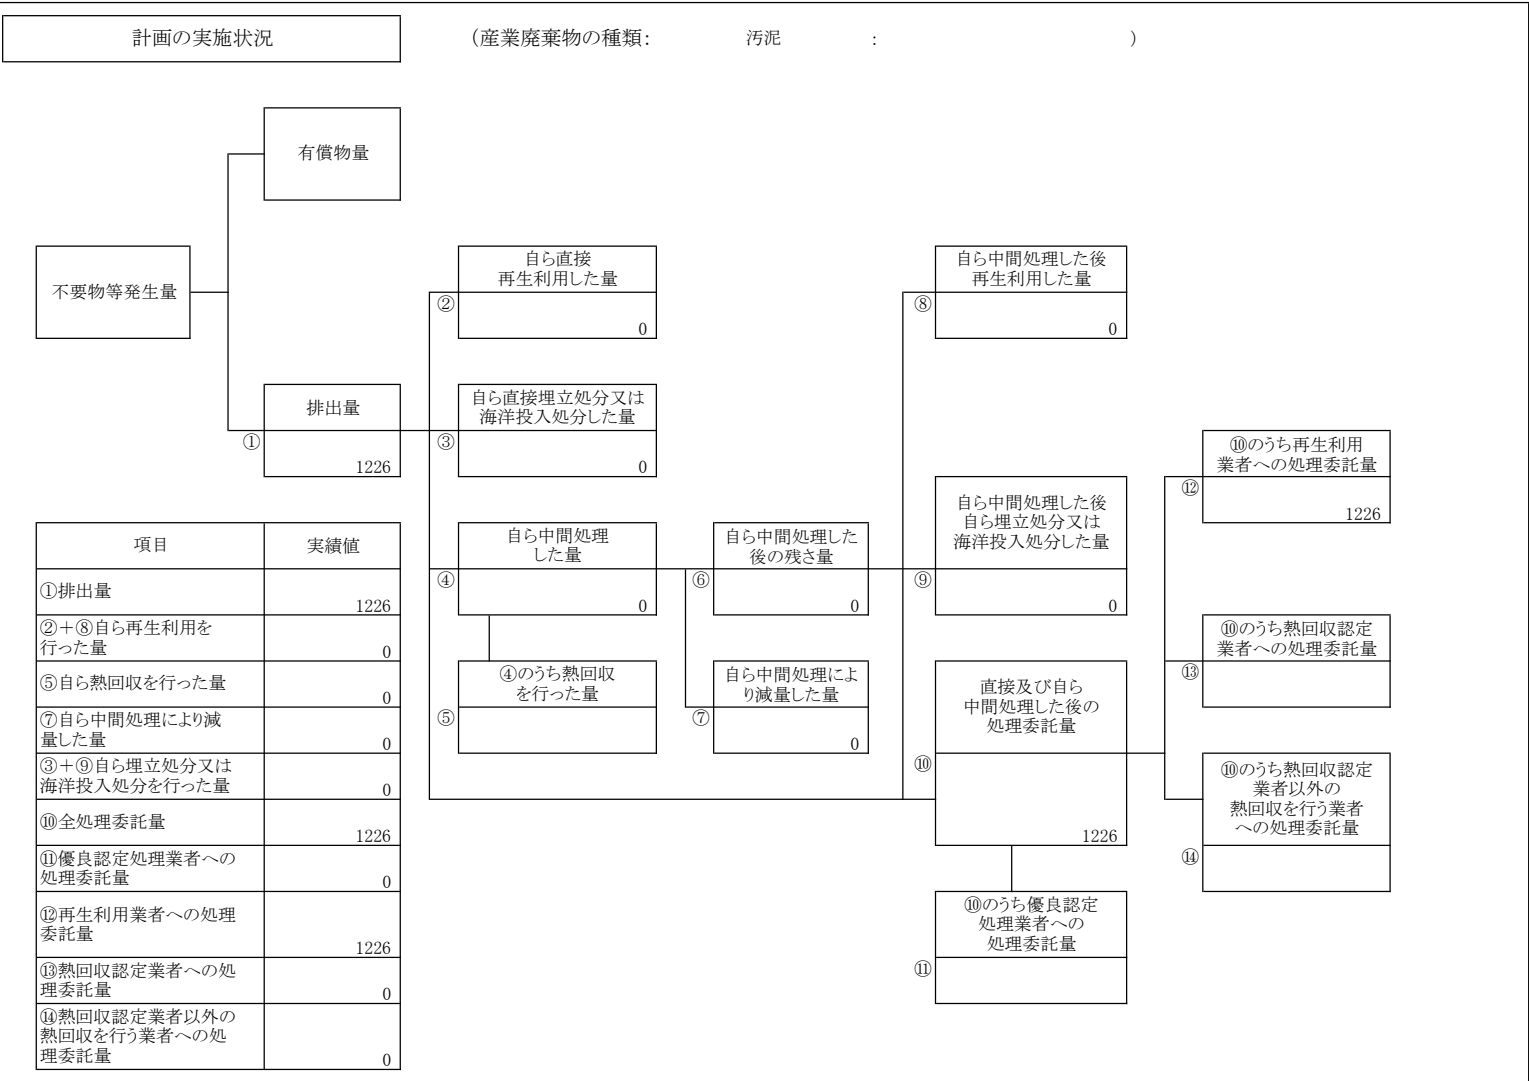 計画の実施状況
（産業廃棄物の種類： 汚泥 ： ）
有償物量
不要物等発生量
自ら直接
再生利用した量
②
0
自ら中間処理した後
再生利用した量
⑧
0
排出量
①
1226
自ら直接埋立処分又は
海洋投入処分した量
③
0
⑩のうち再生利用
業者への処理委託量
⑫
1226
自ら中間処理
した量
④
0
自ら中間処理した
後の残さ量
⑥
0
自ら中間処理した後
自ら埋立処分又は
海洋投入処分した量
⑨
0
⑩のうち熱回収認定
業者への処理委託量
⑬
④のうち熱回収
を行った量
⑤
自ら中間処理によ
り減量した量
⑦
0
直接及び自ら
中間処理した後の
処理委託量
⑩
1226
⑩のうち熱回収認定
業者以外の
熱回収を行う業者
への処理委託量
⑭
⑩のうち優良認定
処理業者への
処理委託量
⑪
項目 実績値
①排出量
1226
②＋⑧自ら再生利用を
行った量
0
⑤自ら熱回収を行った量
0
⑦自ら中間処理により減
量した量
0
③＋⑨自ら埋立処分又は
海洋投入処分を行った量
0
⑩全処理委託量
1226
⑪優良認定処理業者への
処理委託量
0
⑫再生利用業者への処理
委託量
1226
⑬熱回収認定業者への処
理委託量
0
⑭熱回収認定業者以外の
熱回収を行う業者への処
理委託量
0